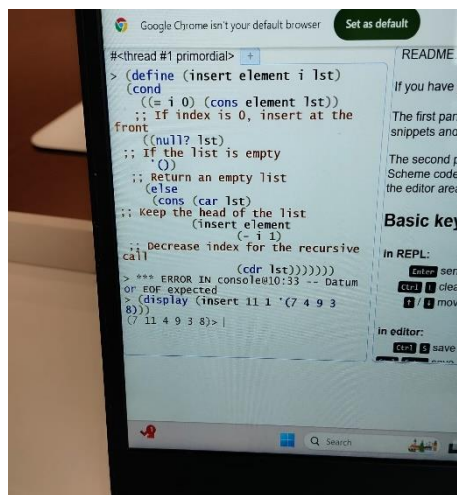 Google Chrome isn't your default browser
Set as default
#<thread #1 primordial> +
> (define (insert element i lst)
(cond
((= i 0) (cons element lst))
;; If index is 0, insert at the
front
((null? lst)
;; If the list is empty
'())
;; Return an empty list
(else
(cons (car lst)
;; Keep the head of the list
(insert element
(- i 1)
;; Decrease index for the recursive
call
(cdr lst)))))))
> *** ERROR IN console@10:33 -- Datum
or EOF expected
> (display (insert 11 1 '(7 4 9 3
8)))
(7 11 4 9 3 8)> |
README
If you have
The first
snippets and
The second
Scheme code
the editor
Basic
in REPL:
Enter
Ctrl
in editor:
Ctrl S save
Search